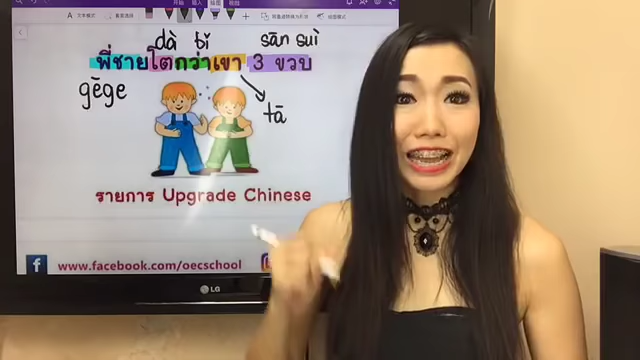 dà bǐ sān suì
พี่ชายโตกว่าเขา 3 ขวบ
gēge
tā
รายการ Upgrade Chinese
www.facebook.com/oecschool
LG